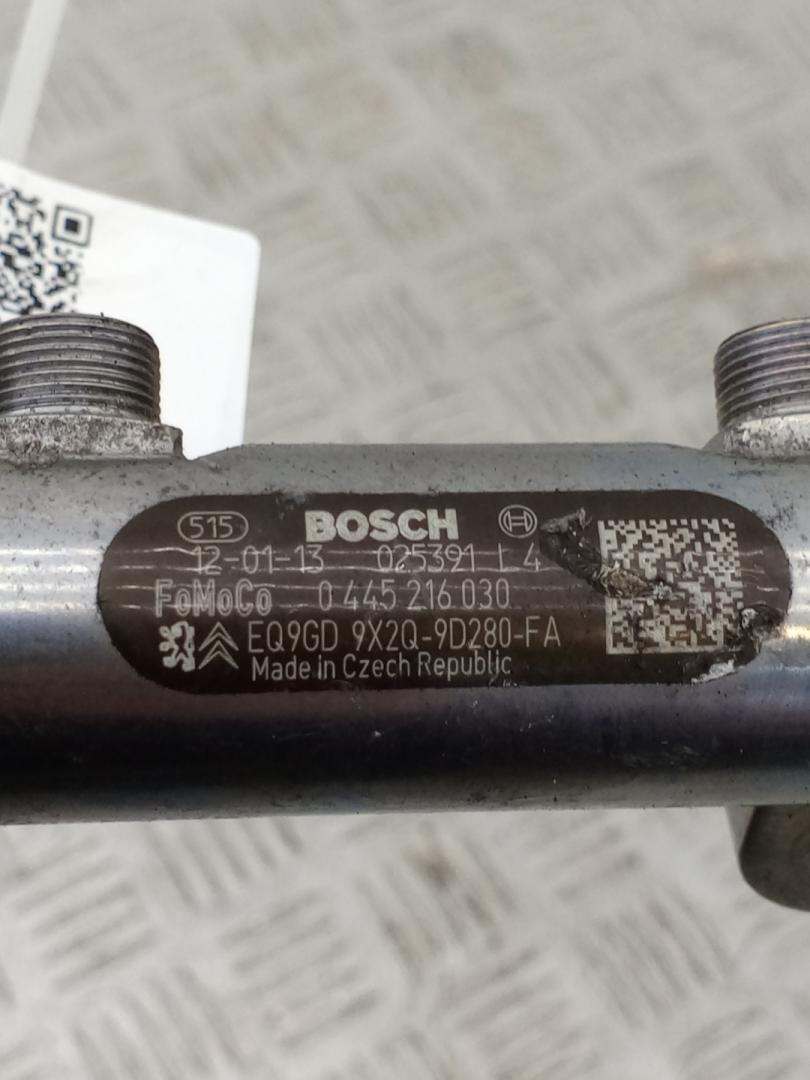 515 BOSCH
12-01-13 025391 L4
FoMoCo 0 445 216 030
EQ9GD 9X2Q-9D280-FA
Made in Czech Republic